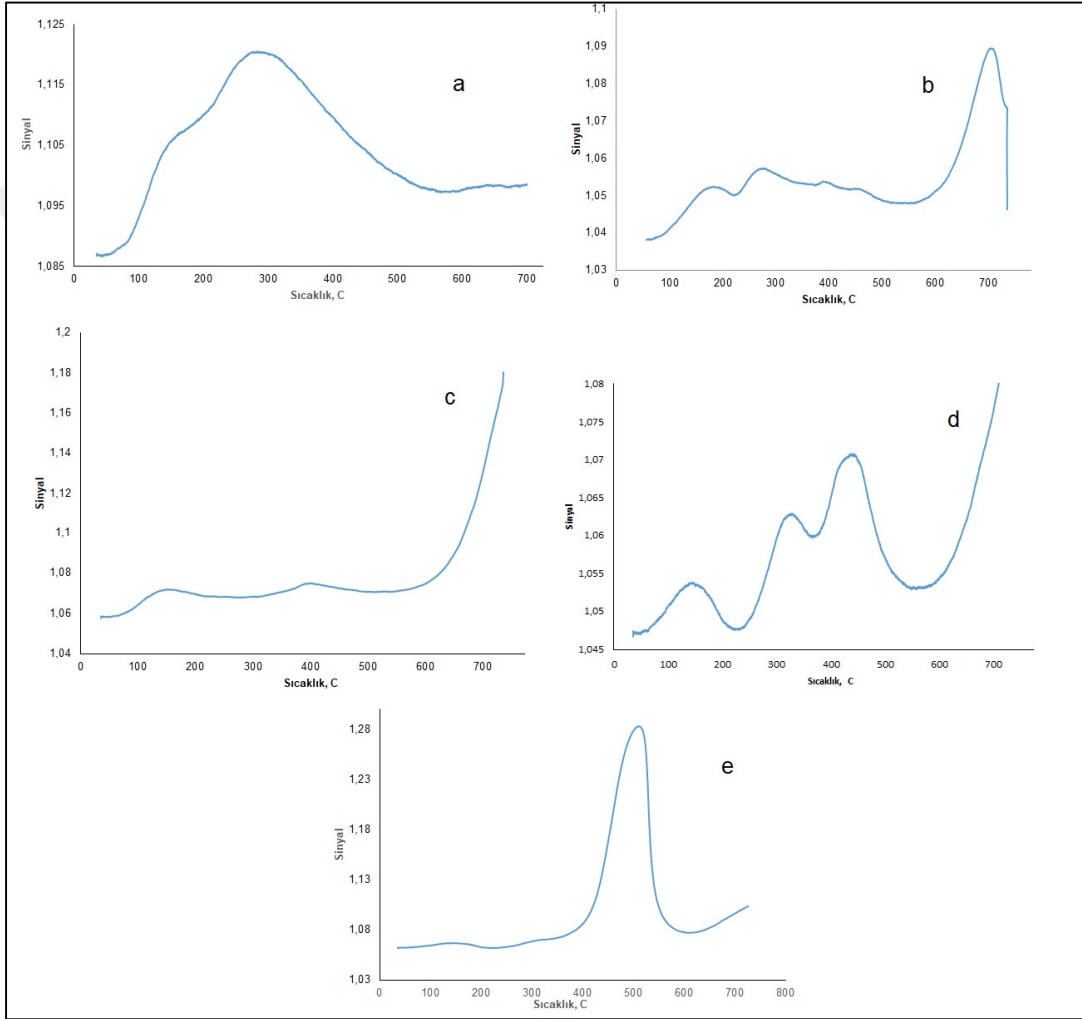 a
1,125
1,115
1,105
1,095
1,085
Sinyal
0 100 200 300 400 500 600 700
Sıcaklık, C
b
1,1
1,09
1,08
1,07
1,06
1,05
1,04
1,03
Sinyal
0 100 200 300 400 500 600 700
Sıcaklık, C
c
1,2
1,18
1,16
1,14
1,12
1,1
1,08
1,06
1,04
Sinyal
0 100 200 300 400 500 600 700
Sıcaklık, C
d
1,08
1,075
1,07
1,065
1,06
1,055
1,05
1,045
Sinyal
0 100 200 300 400 500 600 700
Sıcaklık, C
e
1,28
1,23
1,18
1,13
1,08
1,03
Sinyal
0 100 200 300 400 500 600 700 800
Sıcaklık, C